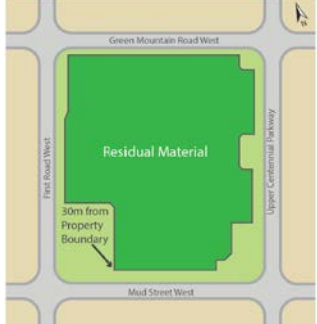 N
Green Mountain Road West
Residual Material
First Road West
Upper Centennial Parkway
30m from
Property
Boundary
Mud Street West